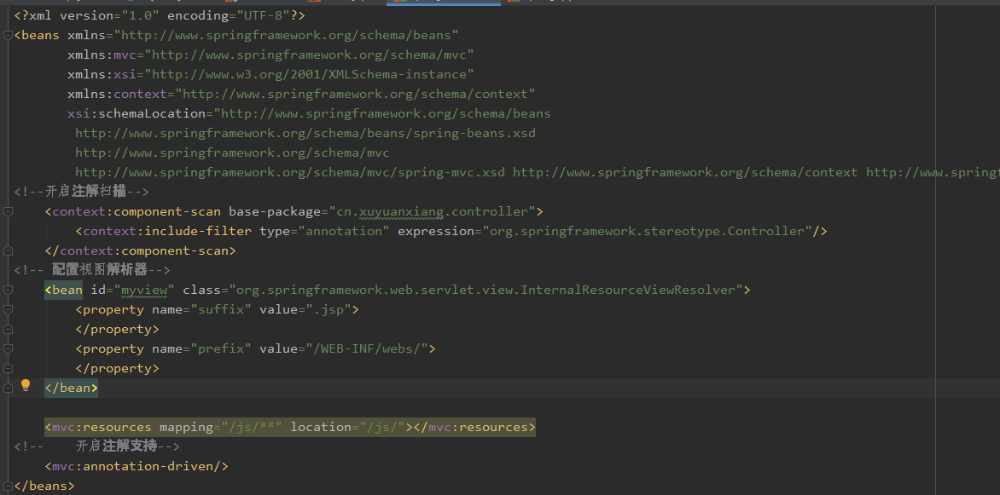 <?xml version="1.0" encoding="UTF-8"?>
<beans xmlns="http://www.springframework.org/schema/beans"
xmlns:mvc="http://www.springframework.org/schema/mvc"
xmlns:xsi="http://www.w3.org/2001/XMLSchema-instance"
xmlns:context="http://www.springframework.org/schema/context"
xsi:schemaLocation="http://www.springframework.org/schema/beans
http://www.springframework.org/schema/beans/spring-beans.xsd
http://www.springframework.org/schema/mvc
http://www.springframework.org/schema/mvc/spring-mvc.xsd http://www.springframework.org/schema/context http://www.springf
<!--开启注解扫描-->
<context:component-scan base-package="cn.xuyuanxiang.controller">
<context:include-filter type="annotation" expression="org.springframework.stereotype.Controller"/>
</context:component-scan>
<!-- 配置视图解析器-->
<bean id="myview" class="org.springframework.web.servlet.view.InternalResourceViewResolver">
<property name="suffix" value=".jsp">
</property>
<property name="prefix" value="/WEB-INF/webs/">
</property>
</bean>
<mvc:resources mapping="/js/**" location="/js/"></mvc:resources>
<!-- 开启注解支持-->
<mvc:annotation-driven/>
</beans>